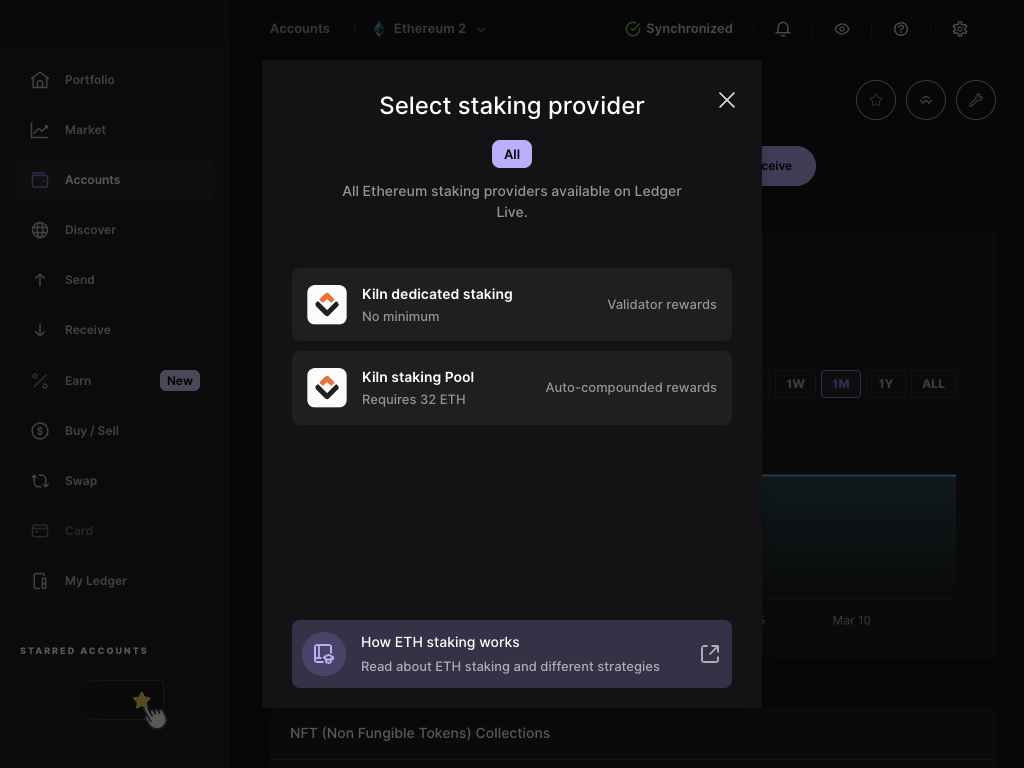 Accounts / Ethereum 2
Synchronized
Portfolio
Market
Accounts
Discover
Send
Receive
Earn New
Buy / Sell
Swap
Card
My Ledger
STARRED ACCOUNTS
Select staking provider
All
All Ethereum staking providers available on Ledger
Live.
Kiln dedicated staking
No minimum
Validator rewards
Kiln staking Pool
Requires 32 ETH
Auto-compounded rewards
How ETH staking works
Read about ETH staking and different strategies
1W 1M 1Y ALL
Mar 10
NFT (Non Fungible Tokens) Collections